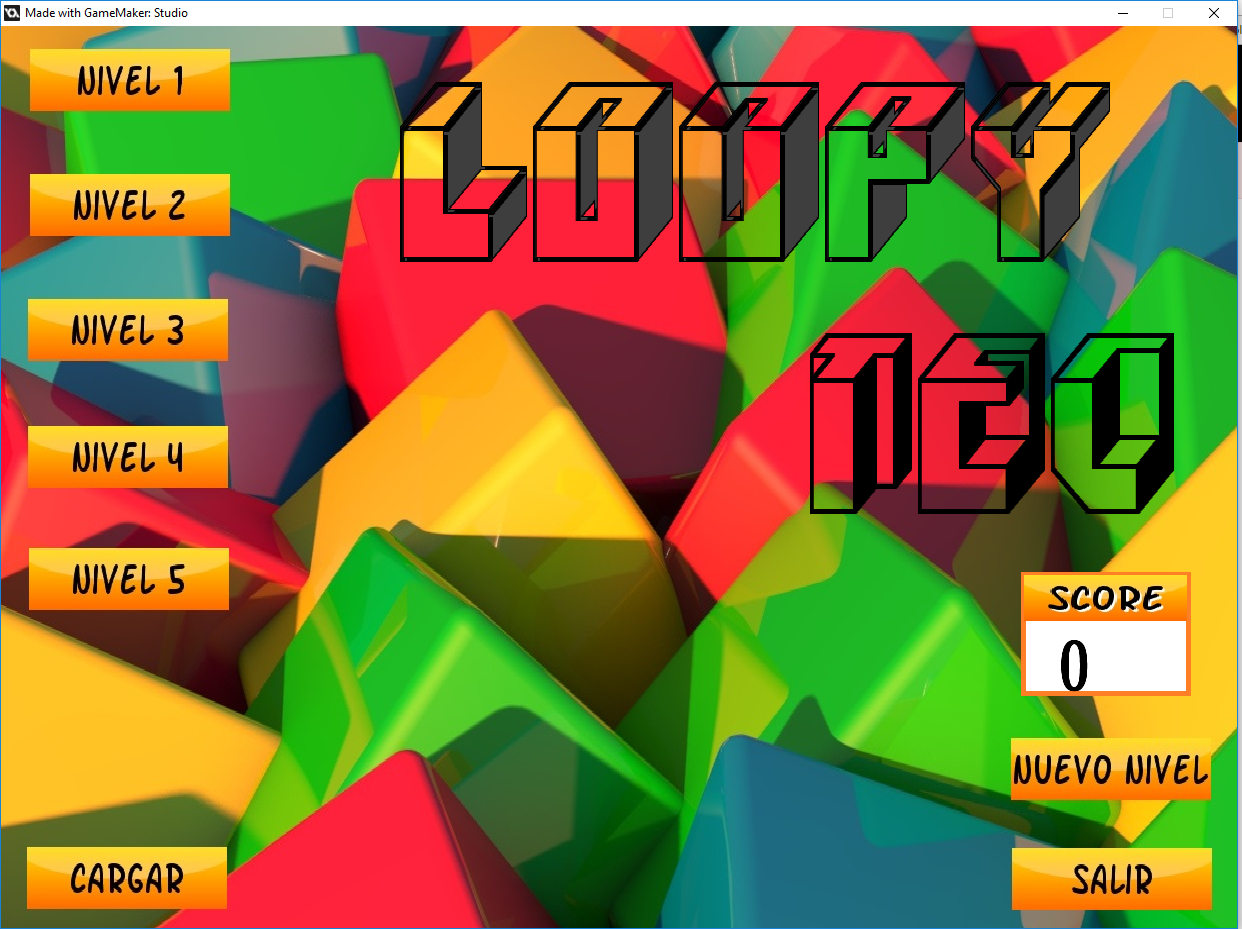 Made with GameMaker: Studio
NIVEL 1
LOOPY
NIVEL 2
NIVEL 3
TEC
NIVEL 4
NIVEL 5
SCORE
0
NUEVO NIVEL
CARGAR
SALIR